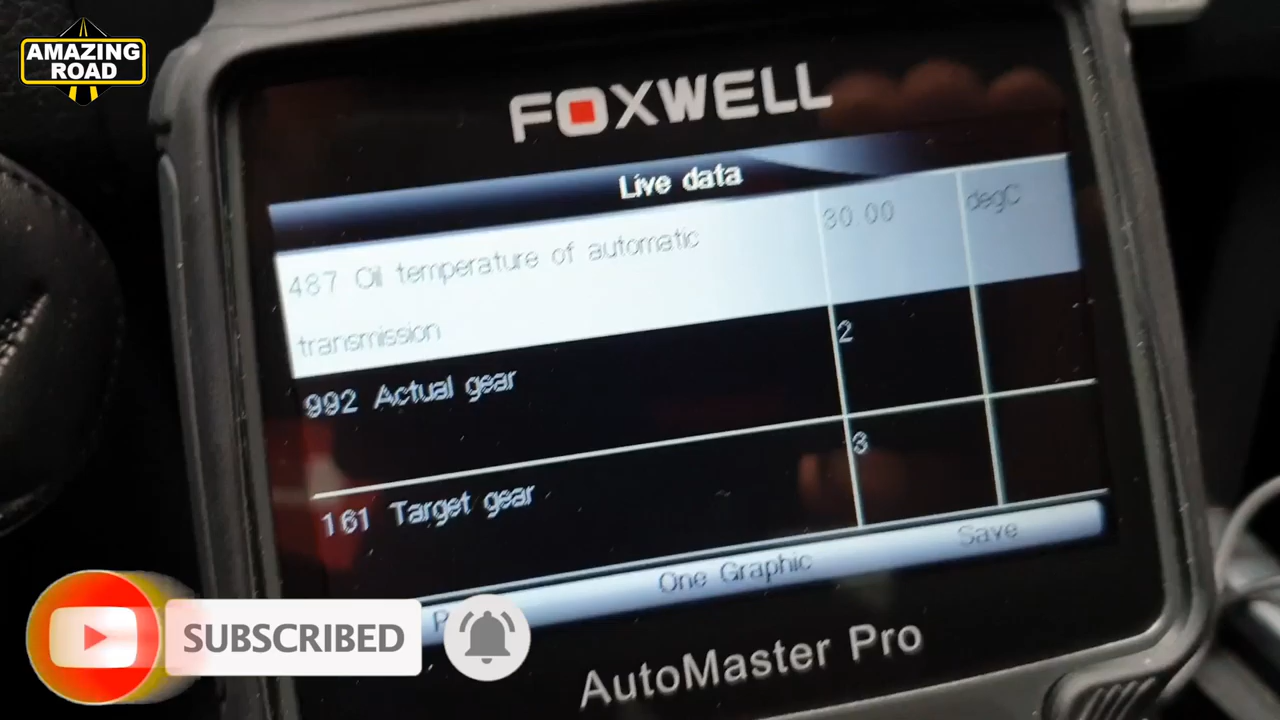 AMAZING
ROAD
FOXWELL
Live data
487 Oil temperature of automatic
transmission
30.00
degC
992 Actual gear
2
161 Target gear
3
One Graphic
Save
SUBSCRIBED
AutoMaster Pro